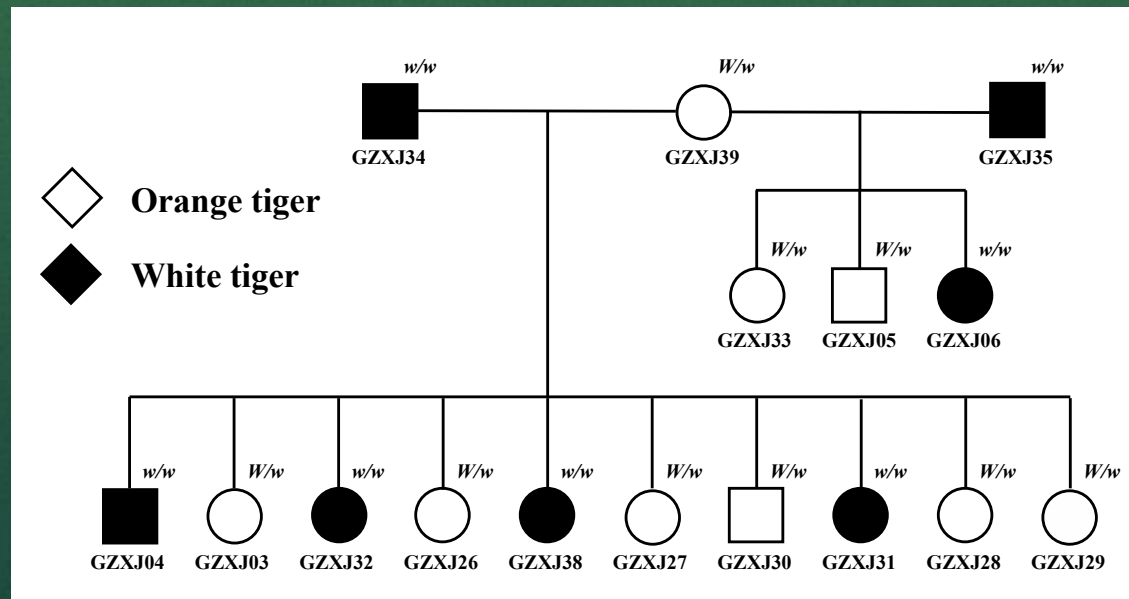 w/w W/w w/w
GZXJ34 GZXJ39 GZXJ35
Orange tiger
White tiger
W/w W/w w/w
GZXJ33 GZXJ05 GZXJ06
w/w W/w w/w W/w w/w W/w W/w w/w W/w W/w
GZXJ04 GZXJ03 GZXJ32 GZXJ26 GZXJ38 GZXJ27 GZXJ30 GZXJ31 GZXJ28 GZXJ29